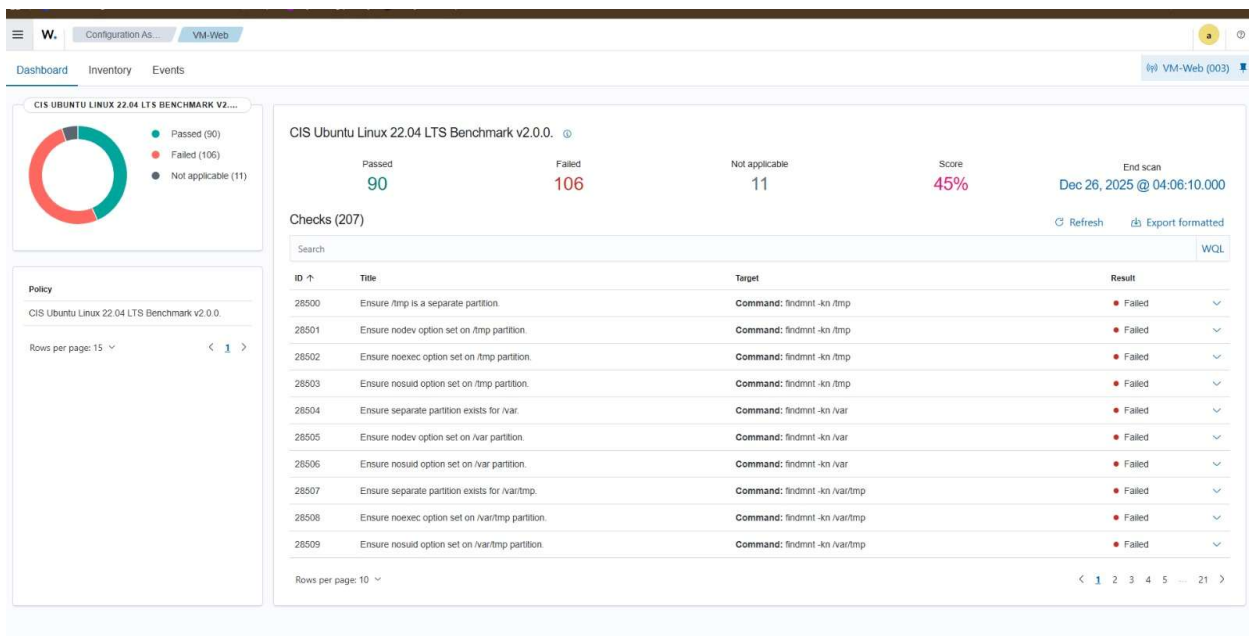 W. Configuration As... VM-Web a
Dashboard Inventory Events VM-Web (003)
CIS UBUNTU LINUX 22.04 LTS BENCHMARK V2....
Passed (90)
Failed (106)
Not applicable (11)
Policy
CIS Ubuntu Linux 22.04 LTS Benchmark v2.0.0.
Rows per page: 15 < 1 >
CIS Ubuntu Linux 22.04 LTS Benchmark v2.0.0.
Passed Failed Not applicable Score End scan
90 106 11 45% Dec 26, 2025 @ 04:06:10.000
Checks (207) Refresh Export formatted
Search WQL
ID ↑ Title Target Result
28500 Ensure /tmp is a separate partition. Command: findmnt -kn /tmp Failed
28501 Ensure nodev option set on /tmp partition. Command: findmnt -kn /tmp Failed
28502 Ensure noexec option set on /tmp partition. Command: findmnt -kn /tmp Failed
28503 Ensure nosuid option set on /tmp partition. Command: findmnt -kn /tmp Failed
28504 Ensure separate partition exists for /var. Command: findmnt -kn /var Failed
28505 Ensure nodev option set on /var partition. Command: findmnt -kn /var Failed
28506 Ensure nosuid option set on /var partition. Command: findmnt -kn /var Failed
28507 Ensure separate partition exists for /var/tmp. Command: findmnt -kn /var/tmp Failed
28508 Ensure noexec option set on /var/tmp partition. Command: findmnt -kn /var/tmp Failed
28509 Ensure nosuid option set on /var/tmp partition. Command: findmnt -kn /var/tmp Failed
Rows per page: 10 < 1 2 3 4 5 ... 21 >